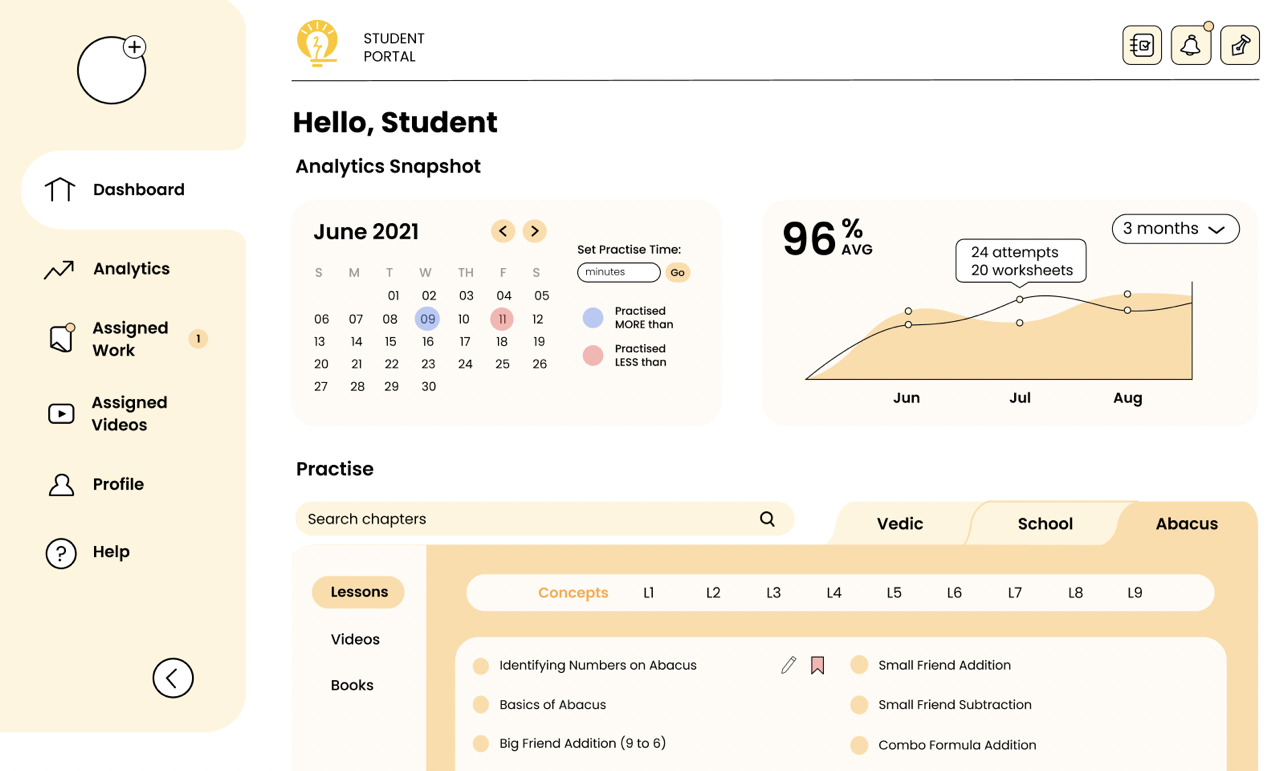 STUDENT
PORTAL
Hello, Student
Analytics Snapshot
Dashboard
Analytics
Assigned
Work
1
Assigned
Videos
Profile
? Help
June 2021
S M T W TH F S
01 02 03 04 05
06 07 08 09 10 11 12
13 14 15 16 17 18 19
20 21 22 23 24 25 26
27 28 29 30
Set Practise Time:
minutes Go
Practised
MORE than
Practised
LESS than
96 % AVG
3 months
24 attempts
20 worksheets
Jun Jul Aug
Practise
Search chapters
Vedic School Abacus
Lessons
Videos
Books
Concepts L1 L2 L3 L4 L5 L6 L7 L8 L9
Identifying Numbers on Abacus
Basics of Abacus
Big Friend Addition (9 to 6)
Small Friend Addition
Small Friend Subtraction
Combo Formula Addition